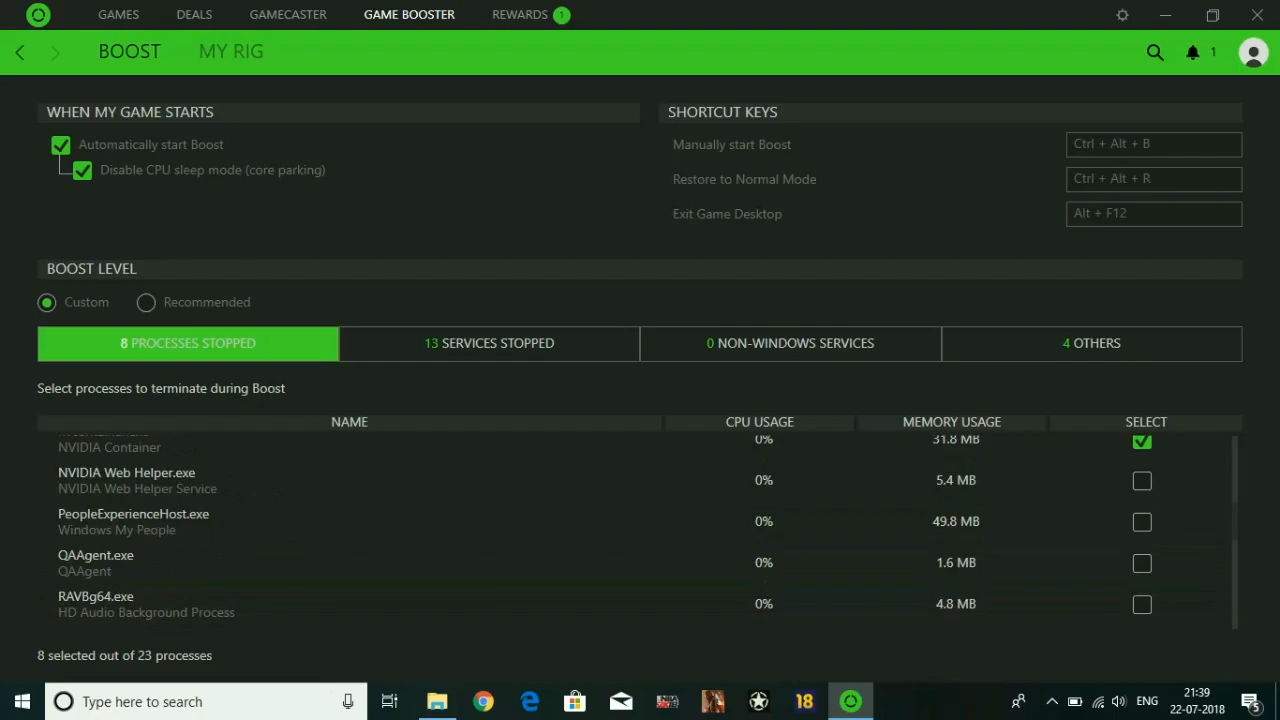 GAMES DEALS GAMECASTER GAME BOOSTER REWARDS 1
BOOST MY RIG 1
WHEN MY GAME STARTS
Automatically start Boost
Disable CPU sleep mode (core parking)
SHORTCUT KEYS
Manually start Boost Ctrl + Alt + B
Restore to Normal Mode Ctrl + Alt + R
Exit Game Desktop Alt + F12
BOOST LEVEL
Custom Recommended
8 PROCESSES STOPPED 13 SERVICES STOPPED 0 NON-WINDOWS SERVICES 4 OTHERS
Select processes to terminate during Boost
NAME CPU USAGE MEMORY USAGE SELECT
0% 31.8 MB
NVIDIA Container
NVIDIA Web Helper.exe
NVIDIA Web Helper Service
0% 5.4 MB
PeopleExperienceHost.exe
Windows My People
0% 49.8 MB
QAAgent.exe
QAAgent
0% 1.6 MB
RAVBg64.exe
HD Audio Background Process
0% 4.8 MB
8 selected out of 23 processes
Type here to search
18
ENG
21:39
22-07-2018
5